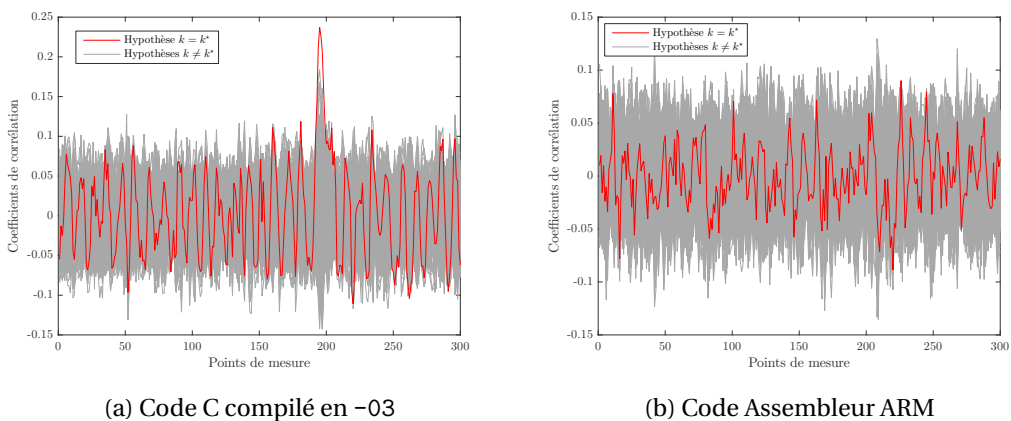 0.25
0.2
0.15
0.1
0.05
0
-0.05
-0.1
-0.15
Coefficients de corrélation
Hypothèse k = k*
Hypothèses k ≠ k*
0 50 100 150 200 250 300
Points de mesure
(a) Code C compilé en -O3
0.15
0.1
0.05
0
-0.05
-0.1
-0.15
Coefficients de corrélation
Hypothèse k = k*
Hypothèses k ≠ k*
0 50 100 150 200 250 300
Points de mesure
(b) Code Assembleur ARM